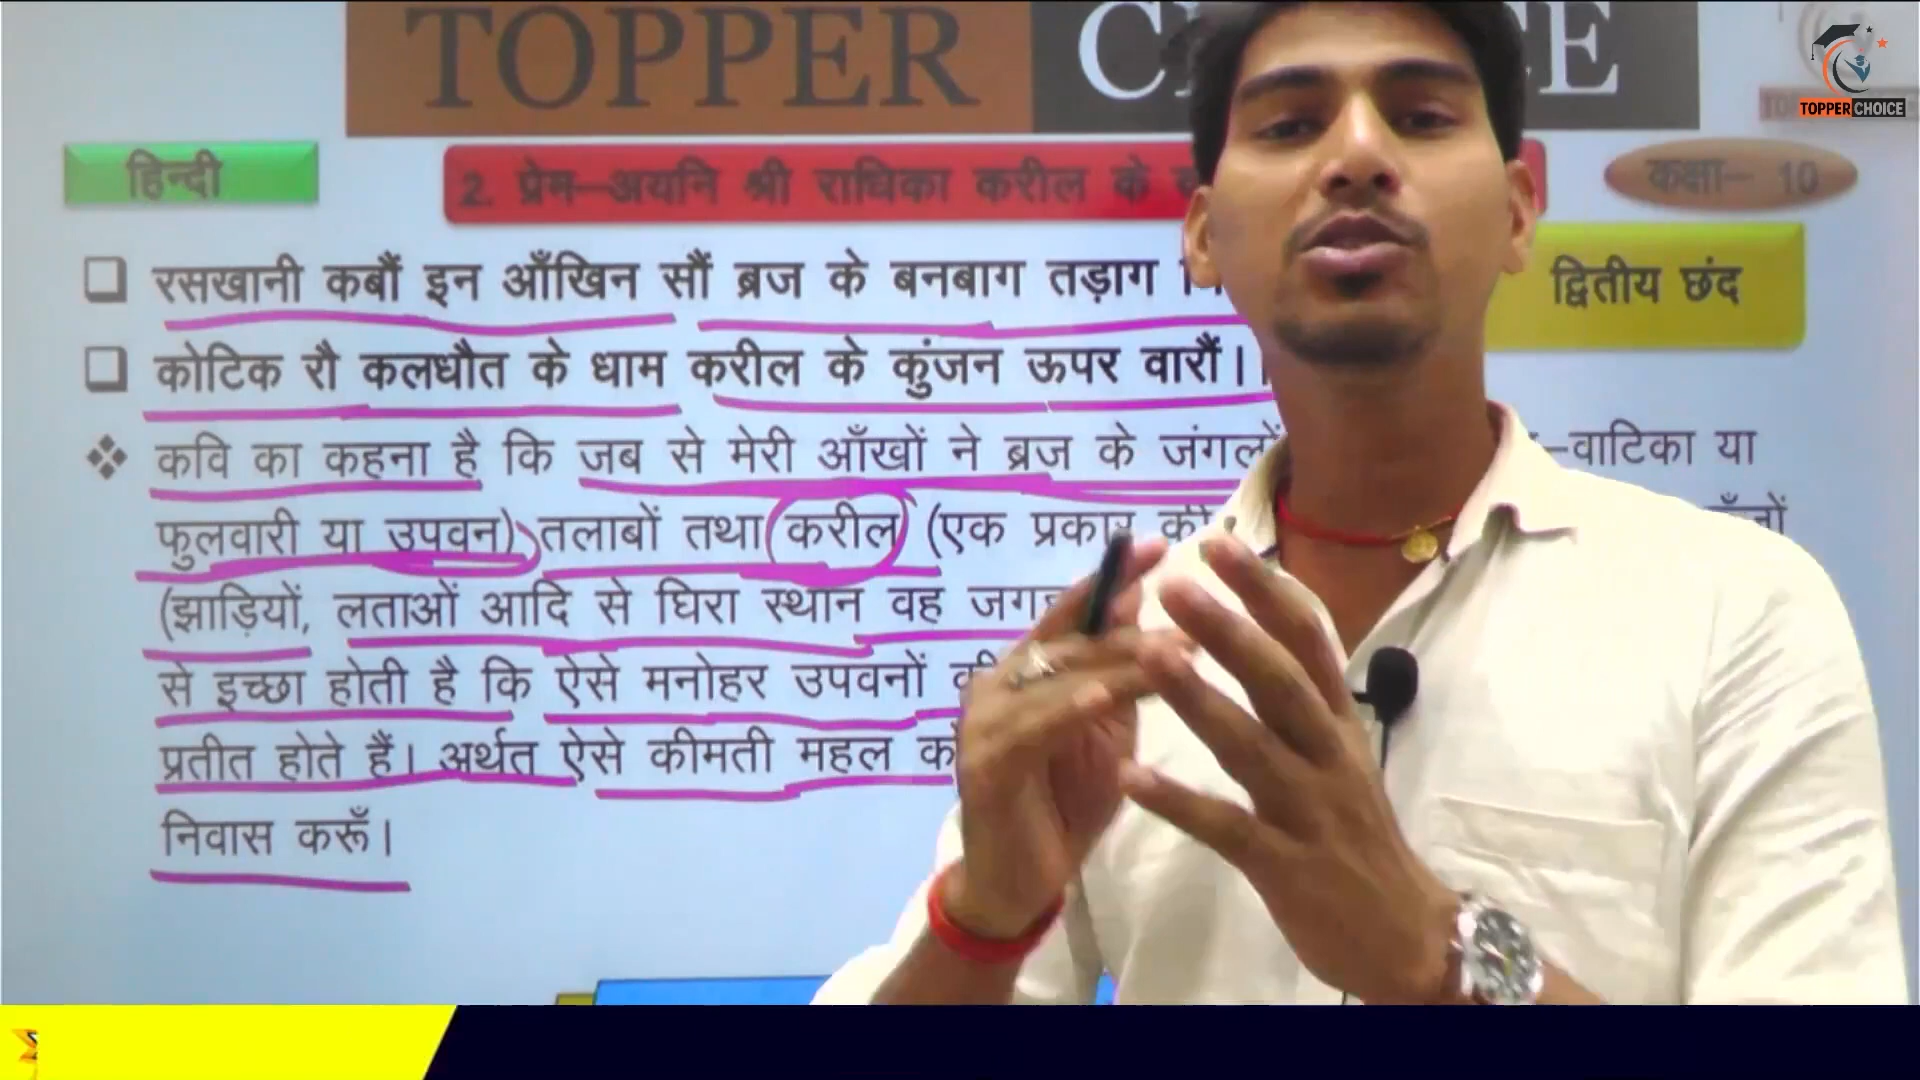 TOPPER
TOPPER CHOICE
हिन्दी
2. प्रेम–अयनि श्री राधिका करील के
कक्षा– 10
रसखानी कबौं इन आँखिन सौं ब्रज के बनबाग तड़ाग
द्वितीय छंद
कोटिक रौ कलधौत के धाम करील के कुंजन ऊपर वारौं।।
कवि का कहना है कि जब से मेरी आँखों ने ब्रज के जंगलों –वाटिका या
फुलवारी या उपवन) तलाबों तथा करील (एक प्रकार की
(झाड़ियों, लताओं आदि से घिरा स्थान वह
से इच्छा होती है कि ऐसे मनोहर उपवनों
प्रतीत होते हैं। अर्थत ऐसे कीमती महल
निवास करूँ।